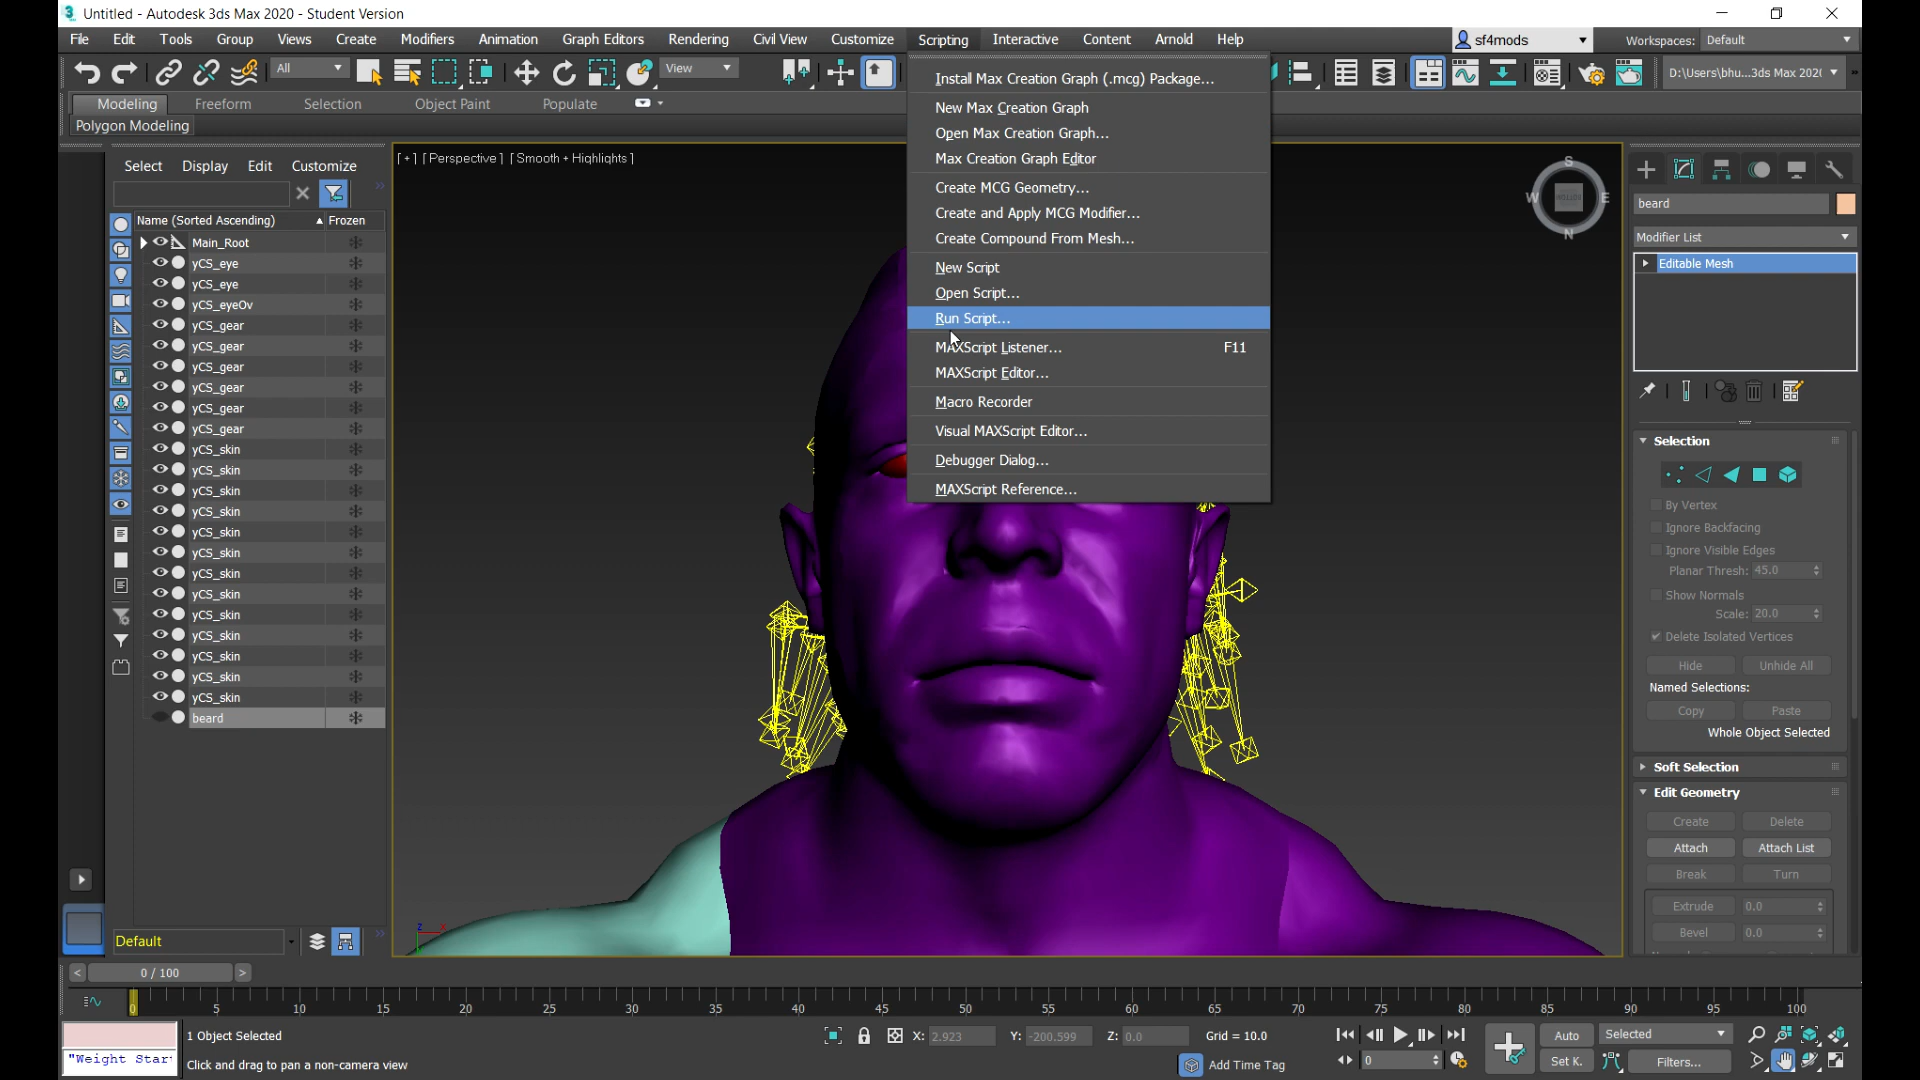 Untitled - Autodesk 3ds Max 2020 - Student Version
File Edit Tools Group Views Create Modifiers Animation Graph Editors Rendering Civil View Customize Scripting Interactive Content Arnold Help
sf4mods
Workspaces: Default
All
View
D:\Users\bhu...3ds Max 202
Modeling Freeform Selection Object Paint Populate
Polygon Modeling
Select Display Edit Customize
Name (Sorted Ascending) Frozen
Main_Root
yCS_eye
yCS_eye
yCS_eyeOv
yCS_gear
yCS_gear
yCS_gear
yCS_gear
yCS_gear
yCS_gear
yCS_skin
yCS_skin
yCS_skin
yCS_skin
yCS_skin
yCS_skin
yCS_skin
yCS_skin
yCS_skin
yCS_skin
yCS_skin
yCS_skin
yCS_skin
beard
Default
[+] [Perspective] [Smooth + Highlights]
Install Max Creation Graph (.mcg) Package...
New Max Creation Graph
Open Max Creation Graph...
Max Creation Graph Editor
Create MCG Geometry...
Create and Apply MCG Modifier...
Create Compound From Mesh...
New Script
Open Script...
Run Script...
MAXScript Listener... F11
MAXScript Editor...
Macro Recorder
Visual MAXScript Editor...
Debugger Dialog...
MAXScript Reference...
S
W E
N
z x
beard
Modifier List
Editable Mesh
Selection
By Vertex
Ignore Backfacing
Ignore Visible Edges
Planar Thresh: 45.0
Show Normals
Scale: 20.0
Delete Isolated Vertices
Hide Unhide All
Named Selections:
Copy Paste
Whole Object Selected
Soft Selection
Edit Geometry
Create Delete
Attach Attach List
Break Turn
Extrude 0.0
Bevel 0.0
< 0 / 100 >
0 5 10 15 20 25 30 35 40 45 50 55 60 65 70 75 80 85 90 95 100
"Weight Star
1 Object Selected
Click and drag to pan a non-camera view
X: 2.923 Y: -200.599 Z: 0.0 Grid = 10.0
Add Time Tag
0
Auto Selected
Set K. Filters...